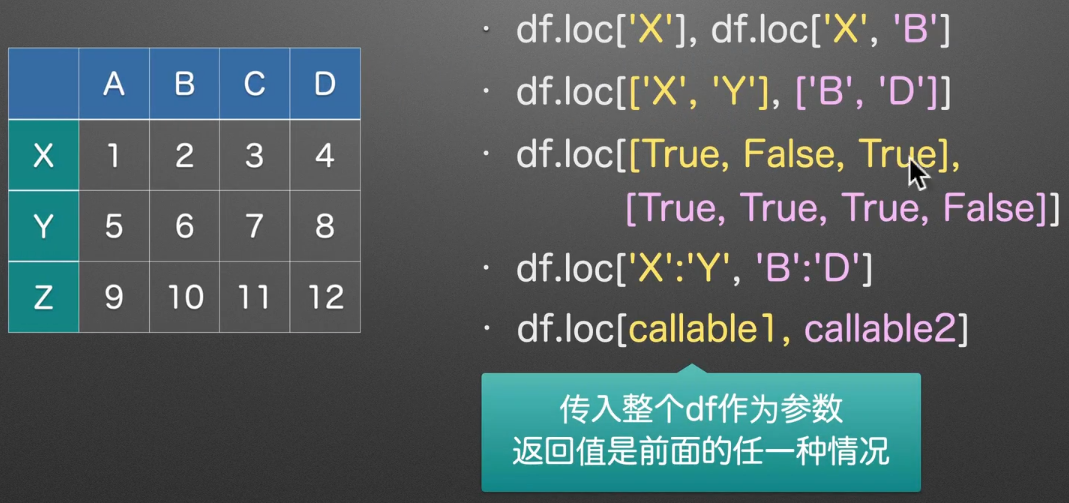 A B C D
X 1 2 3 4
Y 5 6 7 8
Z 9 10 11 12
· df.loc['X'], df.loc['X', 'B']
· df.loc[['X', 'Y'], ['B', 'D']]
· df.loc[[True, False, True],
[True, True, True, False]]
· df.loc['X':'Y', 'B':'D']
· df.loc[callable1, callable2]
传入整个df作为参数
返回值是前面的任一种情况